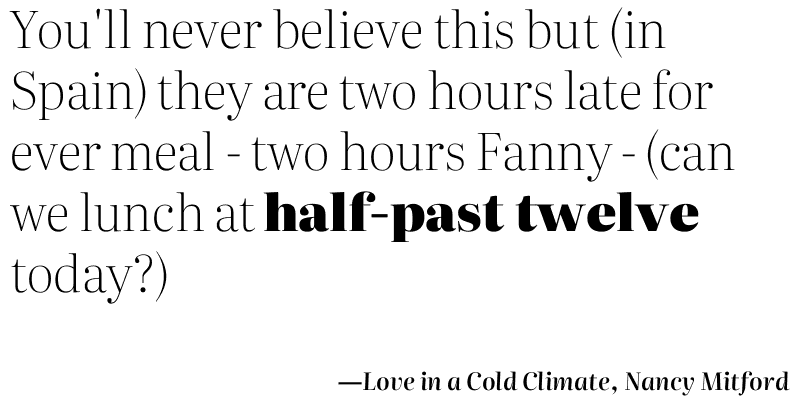 You'll never believe this but (in
Spain) they are two hours late for
ever meal - two hours Fanny - (can
we lunch at half-past twelve
today?)
—Love in a Cold Climate, Nancy Mitford